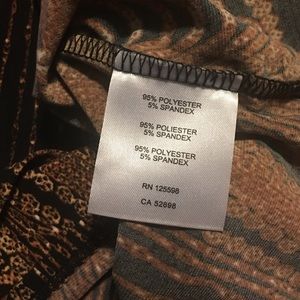 95% POLYESTER
5% SPANDEX
95% POLIESTER
5% SPANDEX
95% POLYESTER
5% SPANDEX
RN 125598
CA 52898